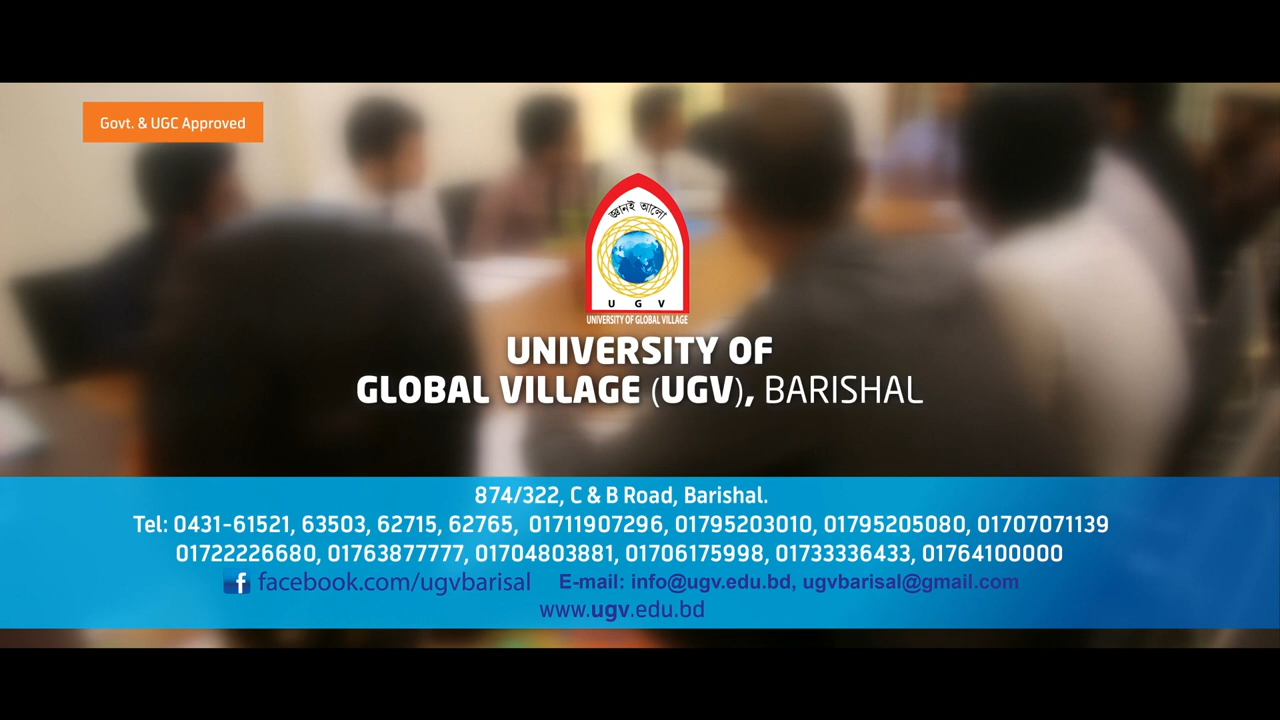 Govt. & UGC Approved
জ্ঞানই আলো
U G V
UNIVERSITY OF GLOBAL VILLAGE
UNIVERSITY OF
GLOBAL VILLAGE (UGV), BARISHAL
874/322, C & B Road, Barishal.
Tel: 0431-61521, 63503, 62715, 62765, 01711907296, 01795203010, 01795205080, 01707071139
01722226680, 01763877777, 01704803881, 01706175998, 01733336433, 01764100000
f facebook.com/ugvbarisal E-mail: info@ugv.edu.bd, ugvbarisal@gmail.com
www.ugv.edu.bd